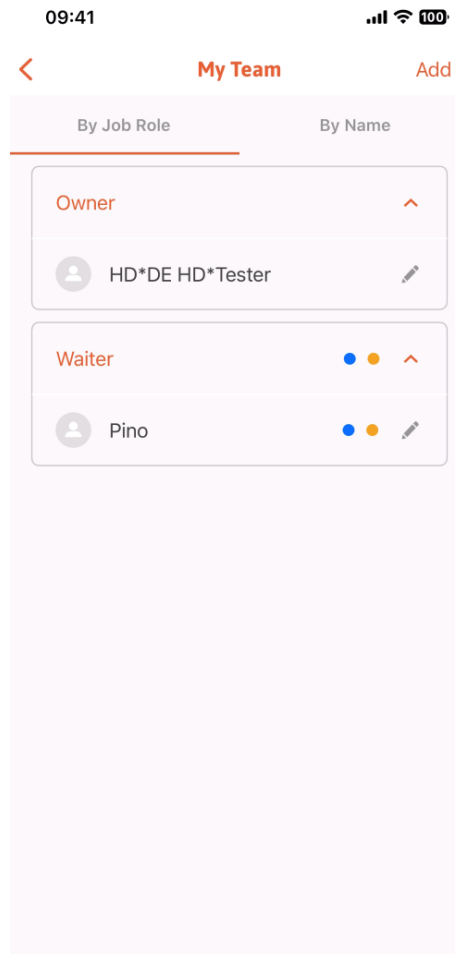 09:41
100
My Team
Add
By Job Role
By Name
Owner
HD*DE HD*Tester
Waiter
Pino